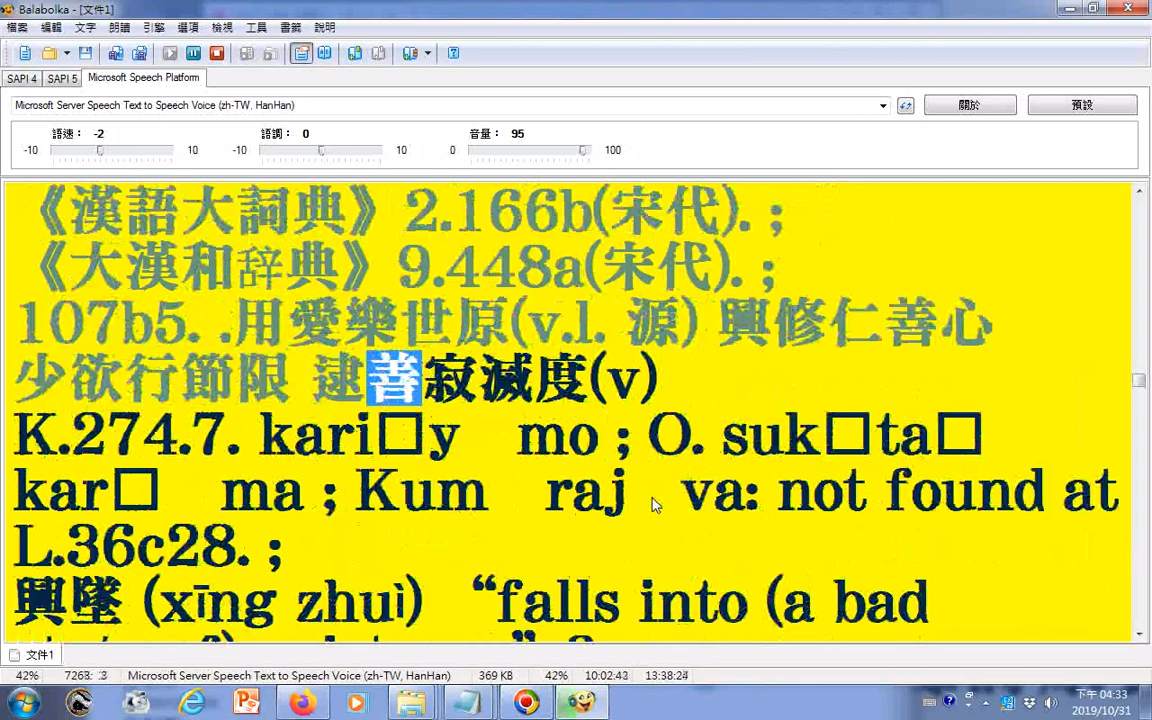 Balabolka - [文件1]
檔案 編輯 文字 朗讀 引擎 選項 檢視 工具 書籤 說明
SAPI 4 SAPI 5 Microsoft Speech Platform
Microsoft Server Speech Text to Speech Voice (zh-TW, HanHan) 關於 預設
語速： -2 語調： 0 音量： 95
-10 10 -10 10 0 100
《漢語大詞典》2.166b(宋代). ;
《大漢和辞典》9.448a(宋代). ;
107b5. .用愛樂世原(v.l. 源) 興修仁善心
少欲行節限 逮善寂滅度(v)
K.274.7. kari□y mo ; O. suk□ta□
kar□ ma ; Kum raj va: not found at
L.36c28. ;
興墜 (xīng zhuì) “falls into (a bad
文件1
42% Microsoft Server Speech Text to Speech Voice (zh-TW, HanHan) 369 KB 42% 10:02:43 13:38:24
下午 04:33
2019/10/31